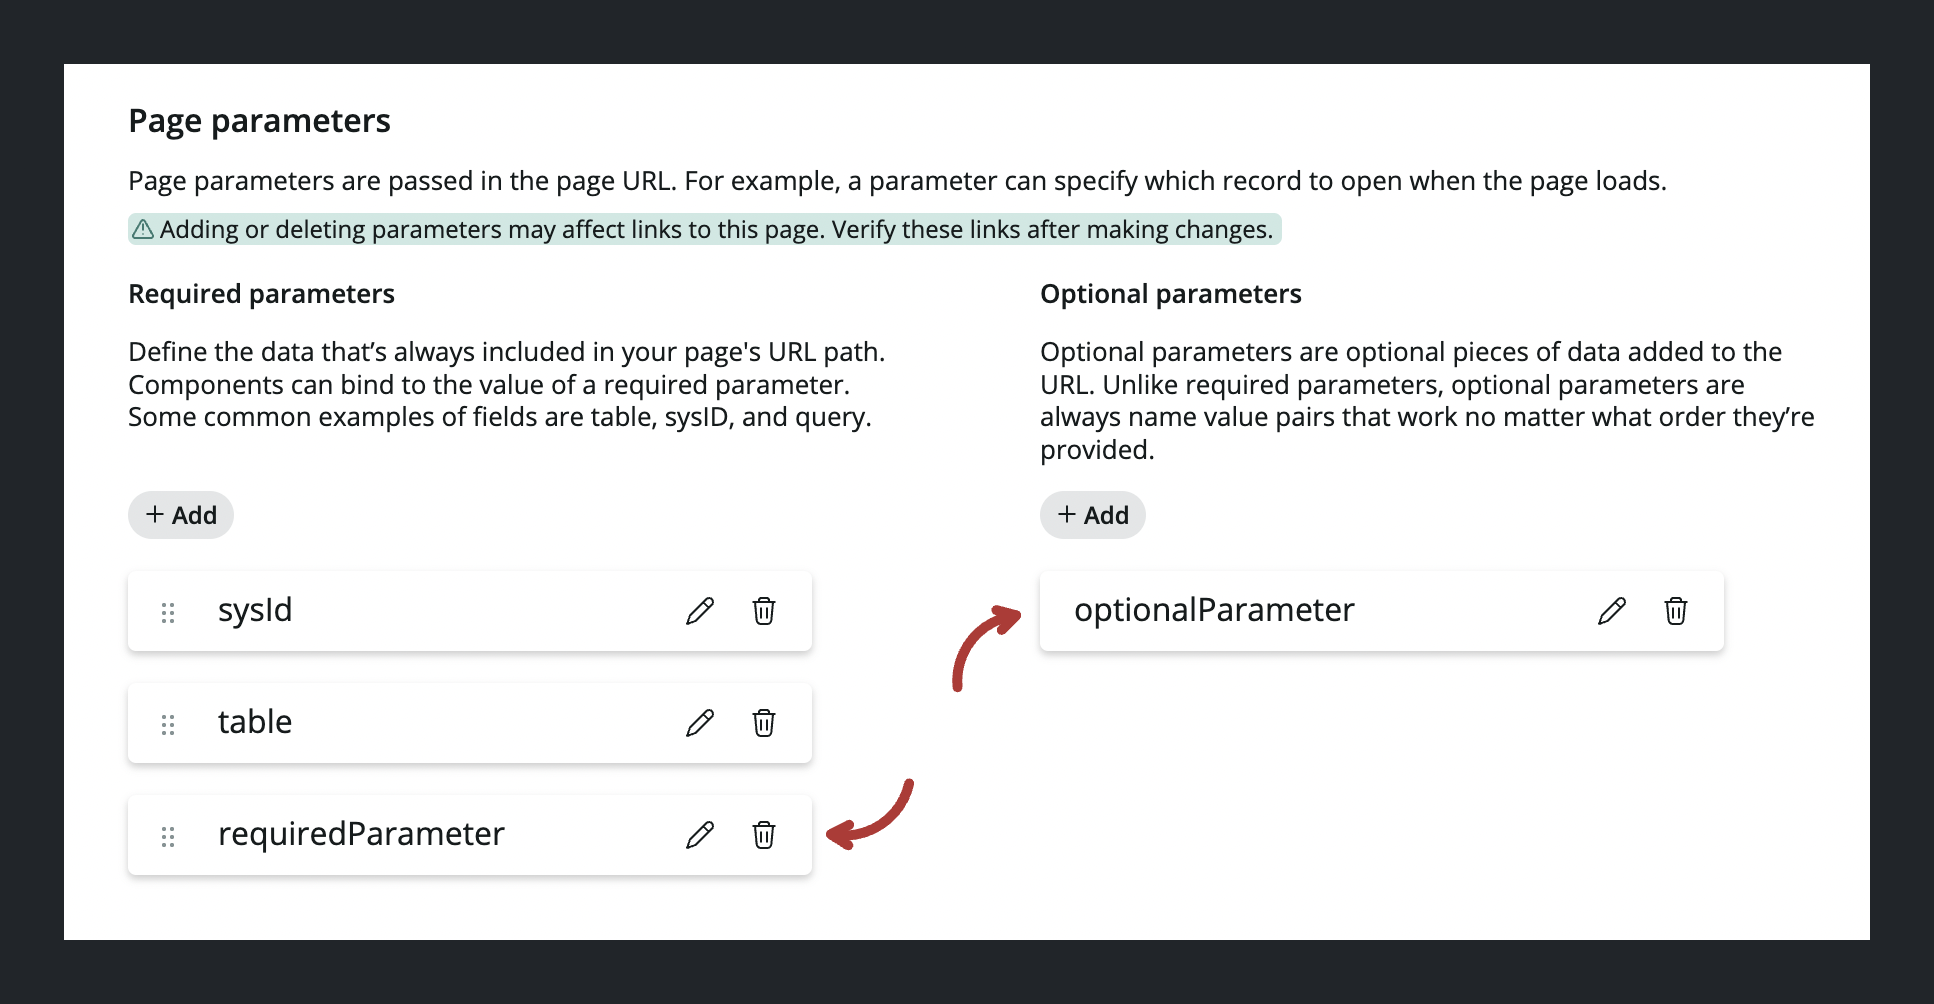 Page parameters
Page parameters are passed in the page URL. For example, a parameter can specify which record to open when the page loads.
Adding or deleting parameters may affect links to this page. Verify these links after making changes.
Required parameters
Define the data that’s always included in your page's URL path.
Components can bind to the value of a required parameter.
Some common examples of fields are table, sysID, and query.
+ Add
sysId
table
requiredParameter
Optional parameters
Optional parameters are optional pieces of data added to the
URL. Unlike required parameters, optional parameters are
always name value pairs that work no matter what order they’re
provided.
+ Add
optionalParameter